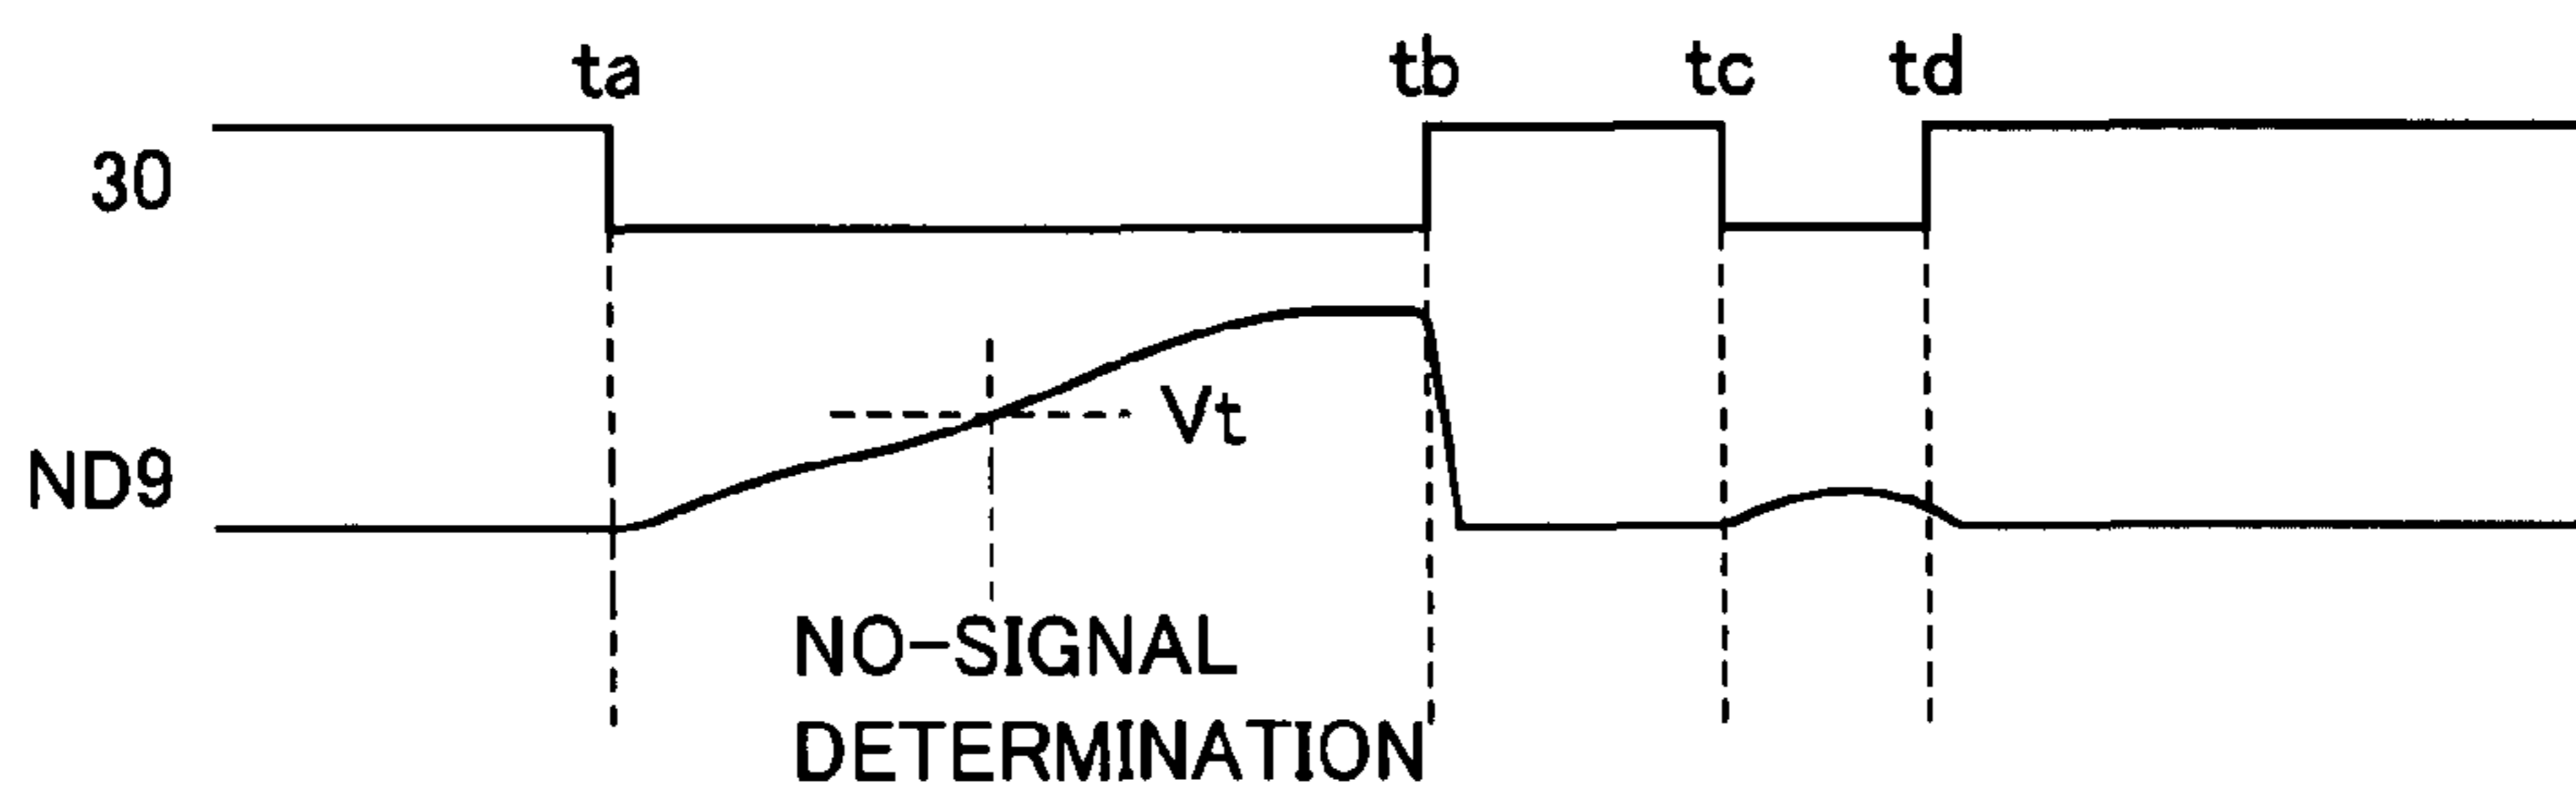 ta tb tc td
30
Vt
ND9
NO-SIGNAL
DETERMINATION